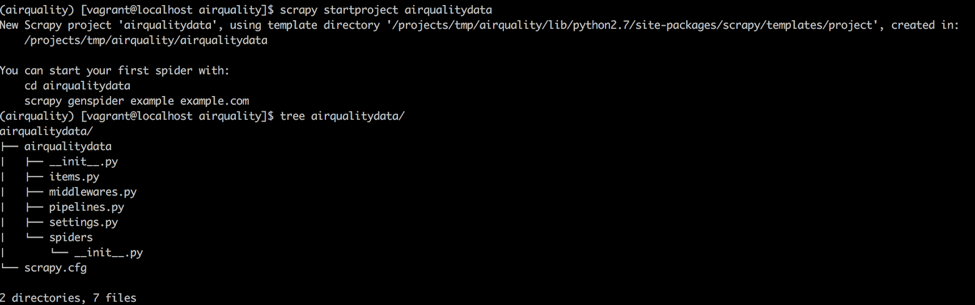 (airquality) [vagrant@localhost airquality]$ scrapy startproject airqualitydata
New Scrapy project 'airqualitydata', using template directory '/projects/tmp/airquality/lib/python2.7/site-packages/scrapy/templates/project', created in:
    /projects/tmp/airquality/airqualitydata

You can start your first spider with:
    cd airqualitydata
    scrapy genspider example example.com
(airquality) [vagrant@localhost airquality]$ tree airqualitydata/
airqualitydata/
├── airqualitydata
|   ├── __init__.py
|   ├── items.py
|   ├── middlewares.py
|   ├── pipelines.py
|   ├── settings.py
|   └── spiders
|       └── __init__.py
└── scrapy.cfg

2 directories, 7 files